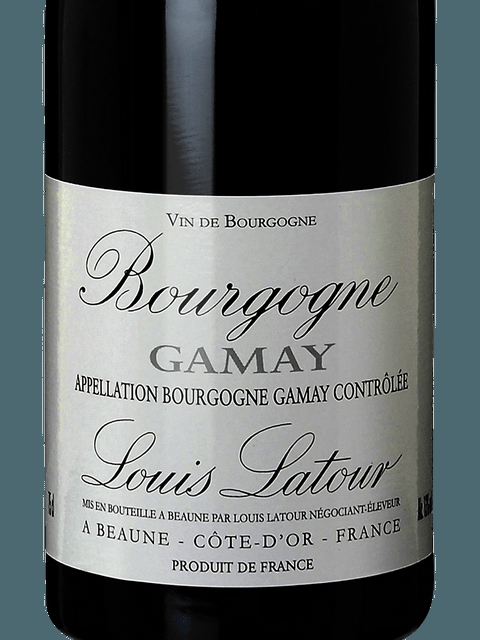 VIN DE BOURGOGNE
Bourgogne
GAMAY
APPELLATION BOURGOGNE GAMAY CONTRÔLÉE
Louis Latour
MIS EN BOUTEILLE A BEAUNE PAR LOUIS LATOUR NÉGOCIANT-ÉLEVEUR
A BEAUNE - CÔTE-D'OR - FRANCE
PRODUIT DE FRANCE